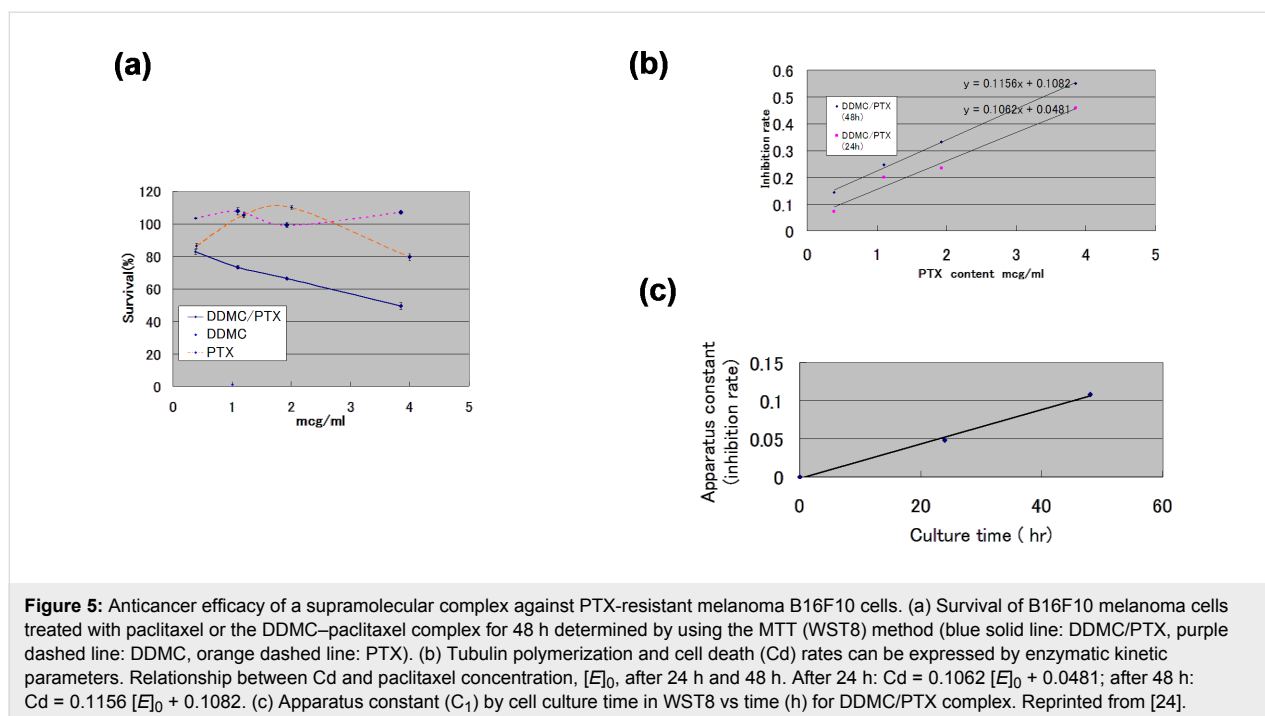 (a)
120
100
80
60
40
20
0
Survival(%)
DDMC/PTX
DDMC
PTX
0 1 2 3 4 5
mcg/ml
(b)
0.6
0.5
0.4
0.3
0.2
0.1
0
Inhibition rate
y = 0.1156x + 0.1082
y = 0.1062x + 0.0481
DDMC/PTX
(48h)
DDMC/PTX
(24h)
0 1 2 3 4 5
PTX content mcg/ml
(c)
0.15
0.1
0.05
0
Apparatus constant
(inhibition rate)
0 20 40 60
Culture time ( hr)
Figure 5: Anticancer efficacy of a supramolecular complex against PTX-resistant melanoma B16F10 cells. (a) Survival of B16F10 melanoma cells
treated with paclitaxel or the DDMC–paclitaxel complex for 48 h determined by using the MTT (WST8) method (blue solid line: DDMC/PTX, purple
dashed line: DDMC, orange dashed line: PTX). (b) Tubulin polymerization and cell death (Cd) rates can be expressed by enzymatic kinetic
parameters. Relationship between Cd and paclitaxel concentration, [E]0, after 24 h and 48 h. After 24 h: Cd = 0.1062 [E]0 + 0.0481; after 48 h:
Cd = 0.1156 [E]0 + 0.1082. (c) Apparatus constant (C1) by cell culture time in WST8 vs time (h) for DDMC/PTX complex. Reprinted from [24].